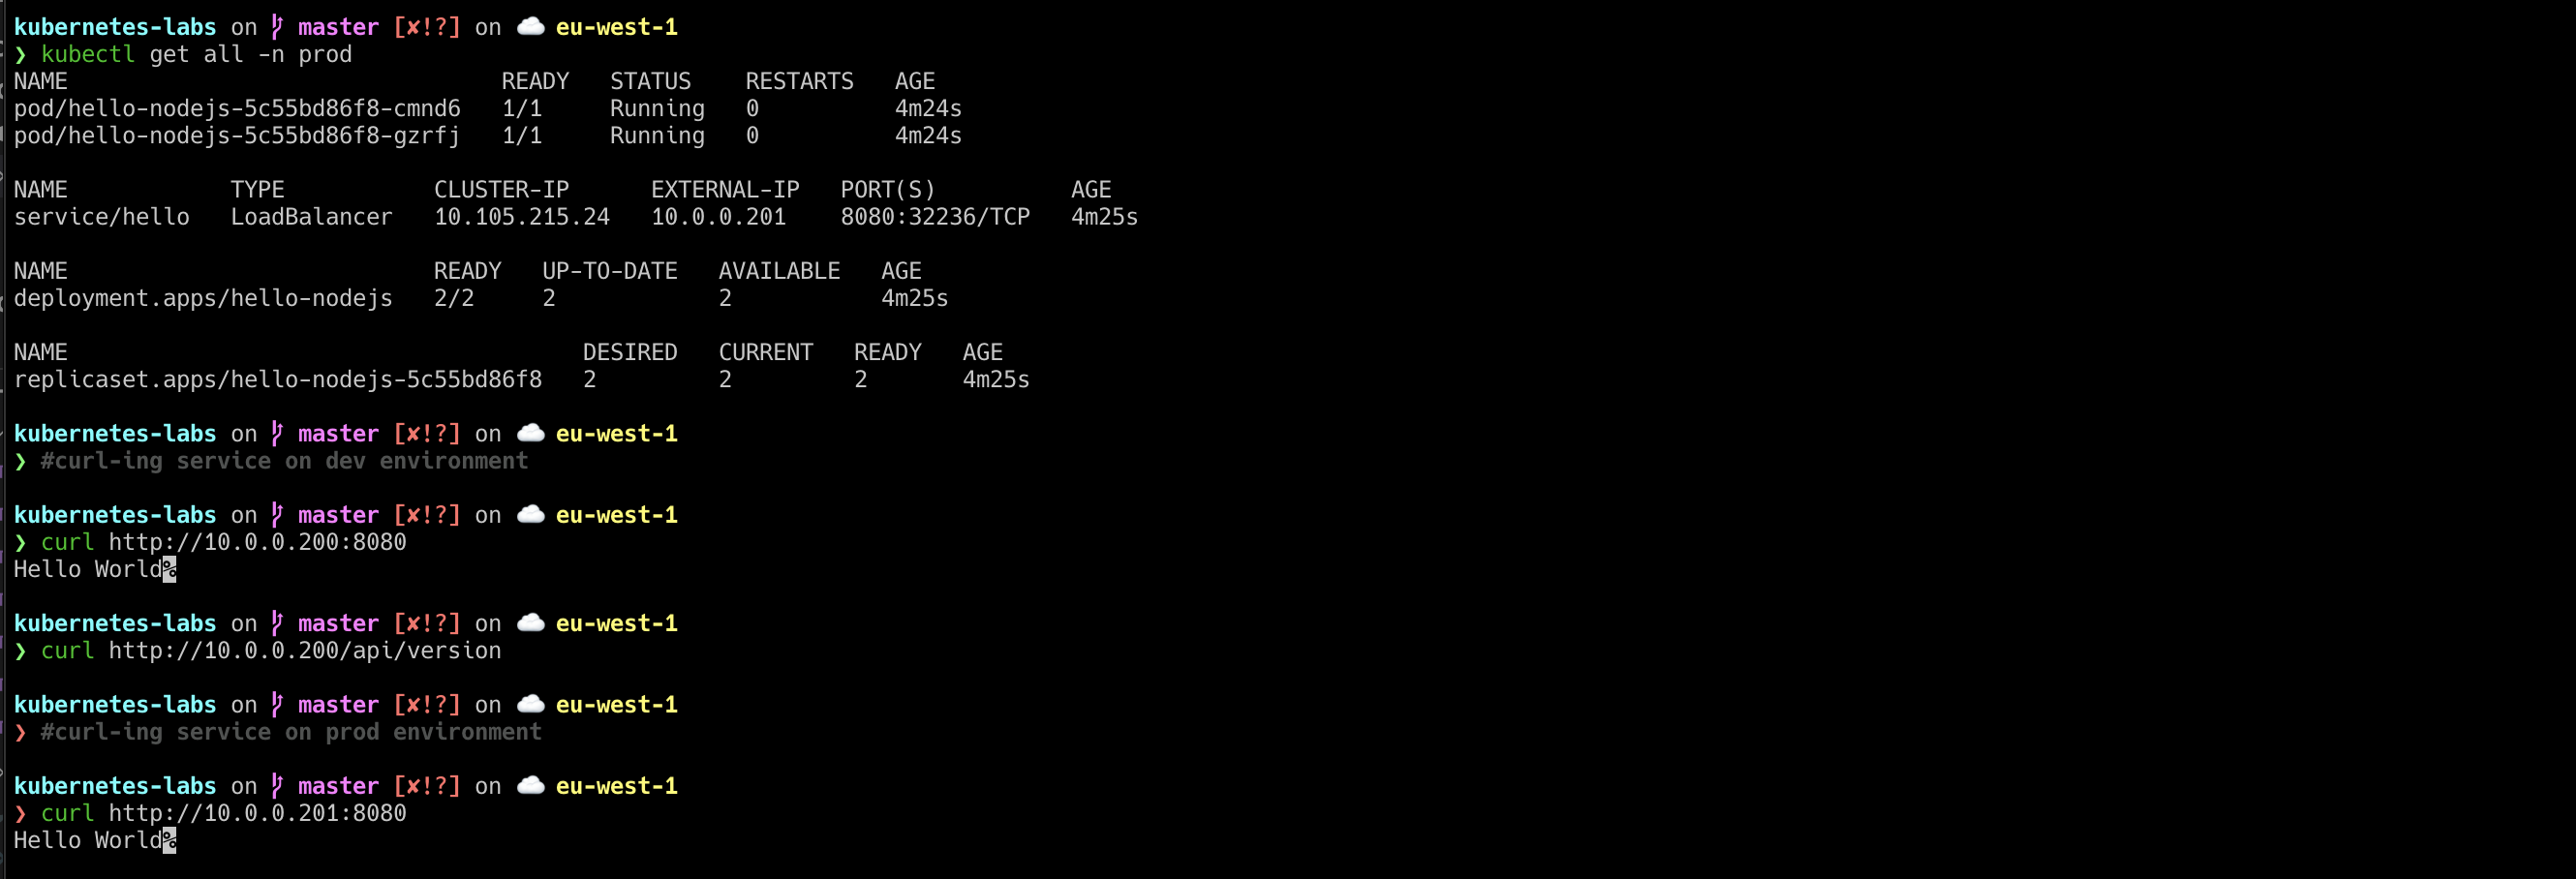 kubernetes-labs on master [✘!?] on ☁️ eu-west-1
❯ kubectl get all -n prod
NAME READY STATUS RESTARTS AGE
pod/hello-nodejs-5c55bd86f8-cmnd6 1/1 Running 0 4m24s
pod/hello-nodejs-5c55bd86f8-gzrfj 1/1 Running 0 4m24s
NAME TYPE CLUSTER-IP EXTERNAL-IP PORT(S) AGE
service/hello LoadBalancer 10.105.215.24 10.0.0.201 8080:32236/TCP 4m25s
NAME READY UP-TO-DATE AVAILABLE AGE
deployment.apps/hello-nodejs 2/2 2 2 4m25s
NAME DESIRED CURRENT READY AGE
replicaset.apps/hello-nodejs-5c55bd86f8 2 2 2 4m25s
kubernetes-labs on master [✘!?] on ☁️ eu-west-1
❯ #curl-ing service on dev environment
kubernetes-labs on master [✘!?] on ☁️ eu-west-1
❯ curl http://10.0.0.200:8080
Hello World%
kubernetes-labs on master [✘!?] on ☁️ eu-west-1
❯ curl http://10.0.0.200/api/version
kubernetes-labs on master [✘!?] on ☁️ eu-west-1
❯ #curl-ing service on prod environment
kubernetes-labs on master [✘!?] on ☁️ eu-west-1
❯ curl http://10.0.0.201:8080
Hello World%